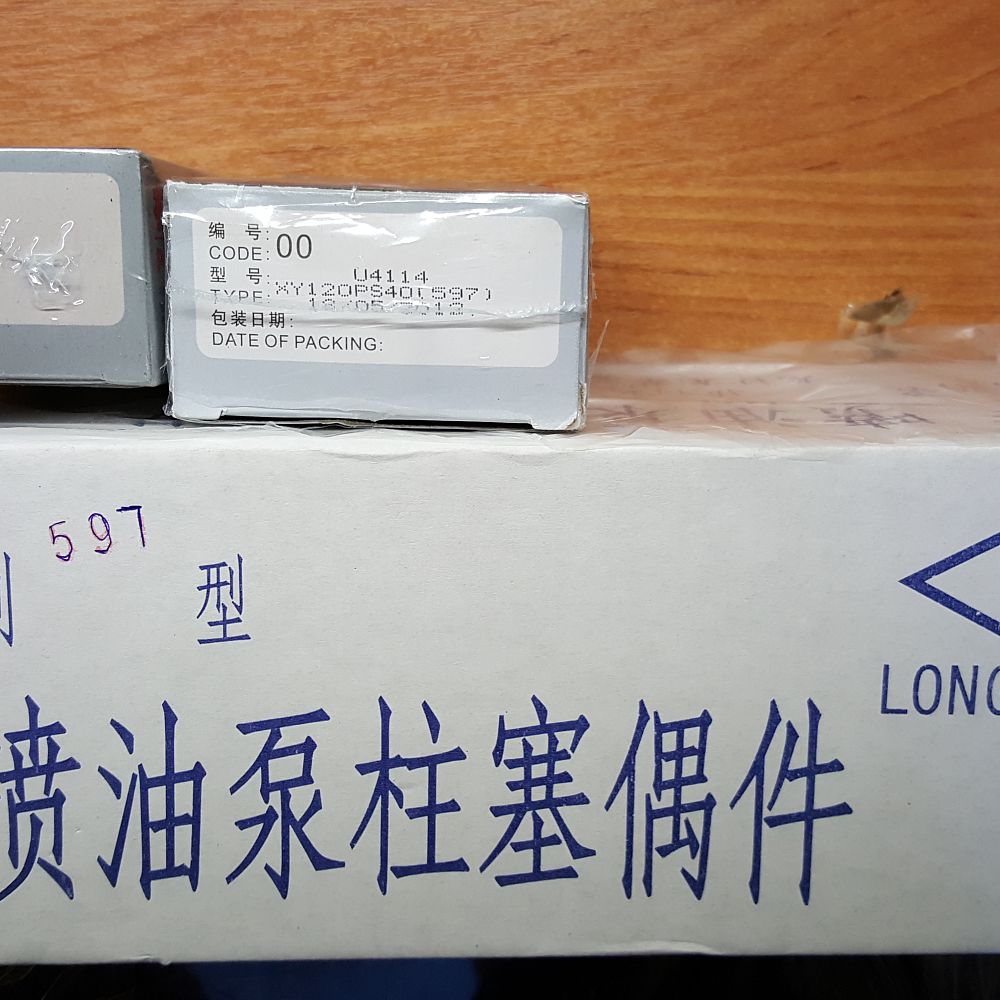 编 号:
CODE: 00
型 号: U4114
TYPE: XY120PS40(597)
包装日期:
DATE OF PACKING:
597 型
LONG
喷油泵柱塞偶件